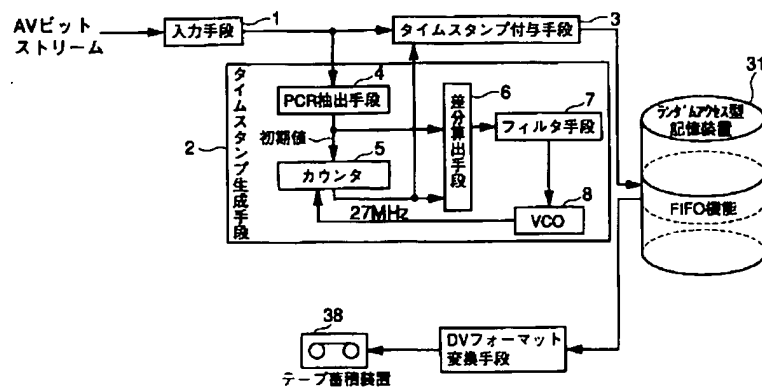 AVビット
ストリーム
入力手段
1
タイムスタンプ付与手段
3
タイムスタンプ生成手段
2
PCR抽出手段
4
初期値
カウンタ
5
差分算出手段
6
フィルタ手段
7
VCO
8
27MHz
31
ランダムアクセス型
記憶装置
FIFO機能
38
テープ蓄積装置
DVフォーマット
変換手段